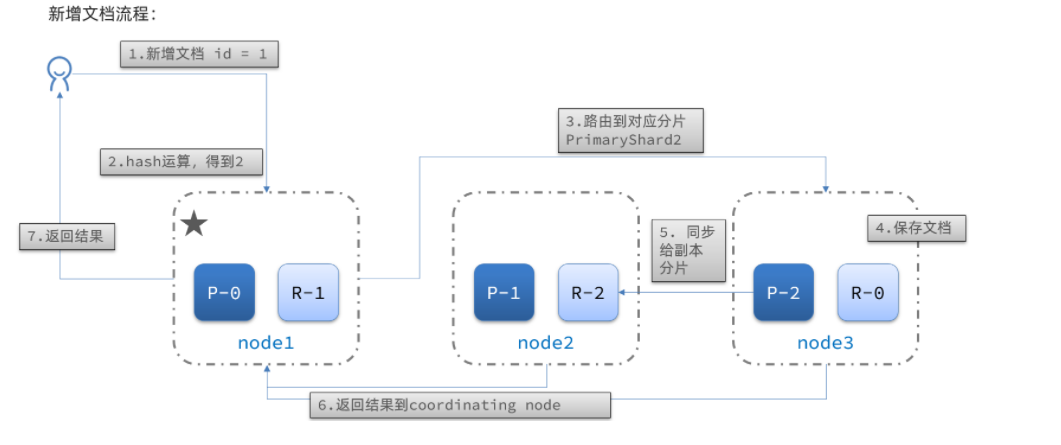 新增文档流程:
1.新增文档 id = 1
2.hash运算, 得到2
3.路由到对应分片
PrimaryShard2
7.返回结果
4.保存文档
5. 同步
给副本
分片
P-0
R-1
P-1
R-2
P-2
R-0
node1
node2
node3
6.返回结果到coordinating node